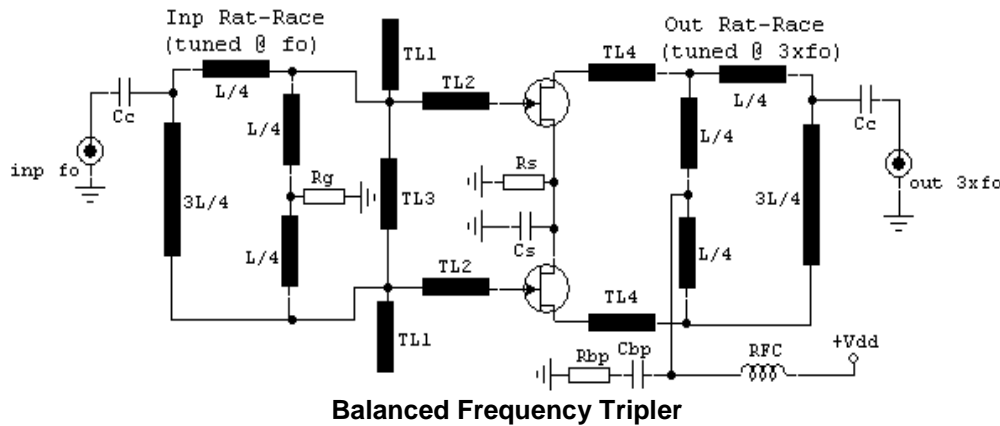 Inp Rat-Race
(tuned @ fo)
Out Rat-Race
(tuned @ 3xfo)
TL1
TL4
TL2
L/4
L/4
Cc
Cc
L/4
L/4
inp fo
Rs
out 3xfo
Rg
3L/4
TL3
3L/4
Cs
L/4
L/4
TL2
TL4
TL1
Rbp
Cbp
RFC
+Vdd
Balanced Frequency Tripler